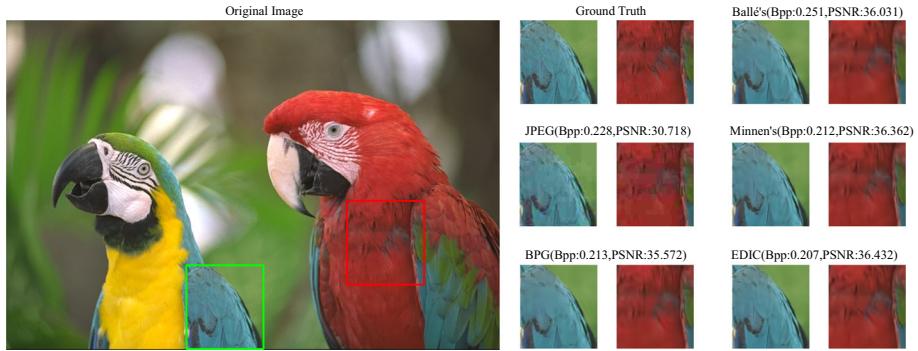 Original Image
Ground Truth
Ballé's(Bpp:0.251,PSNR:36.031)
JPEG(Bpp:0.228,PSNR:30.718)
Minnen's(Bpp:0.212,PSNR:36.362)
BPG(Bpp:0.213,PSNR:35.572)
EDIC(Bpp:0.207,PSNR:36.432)